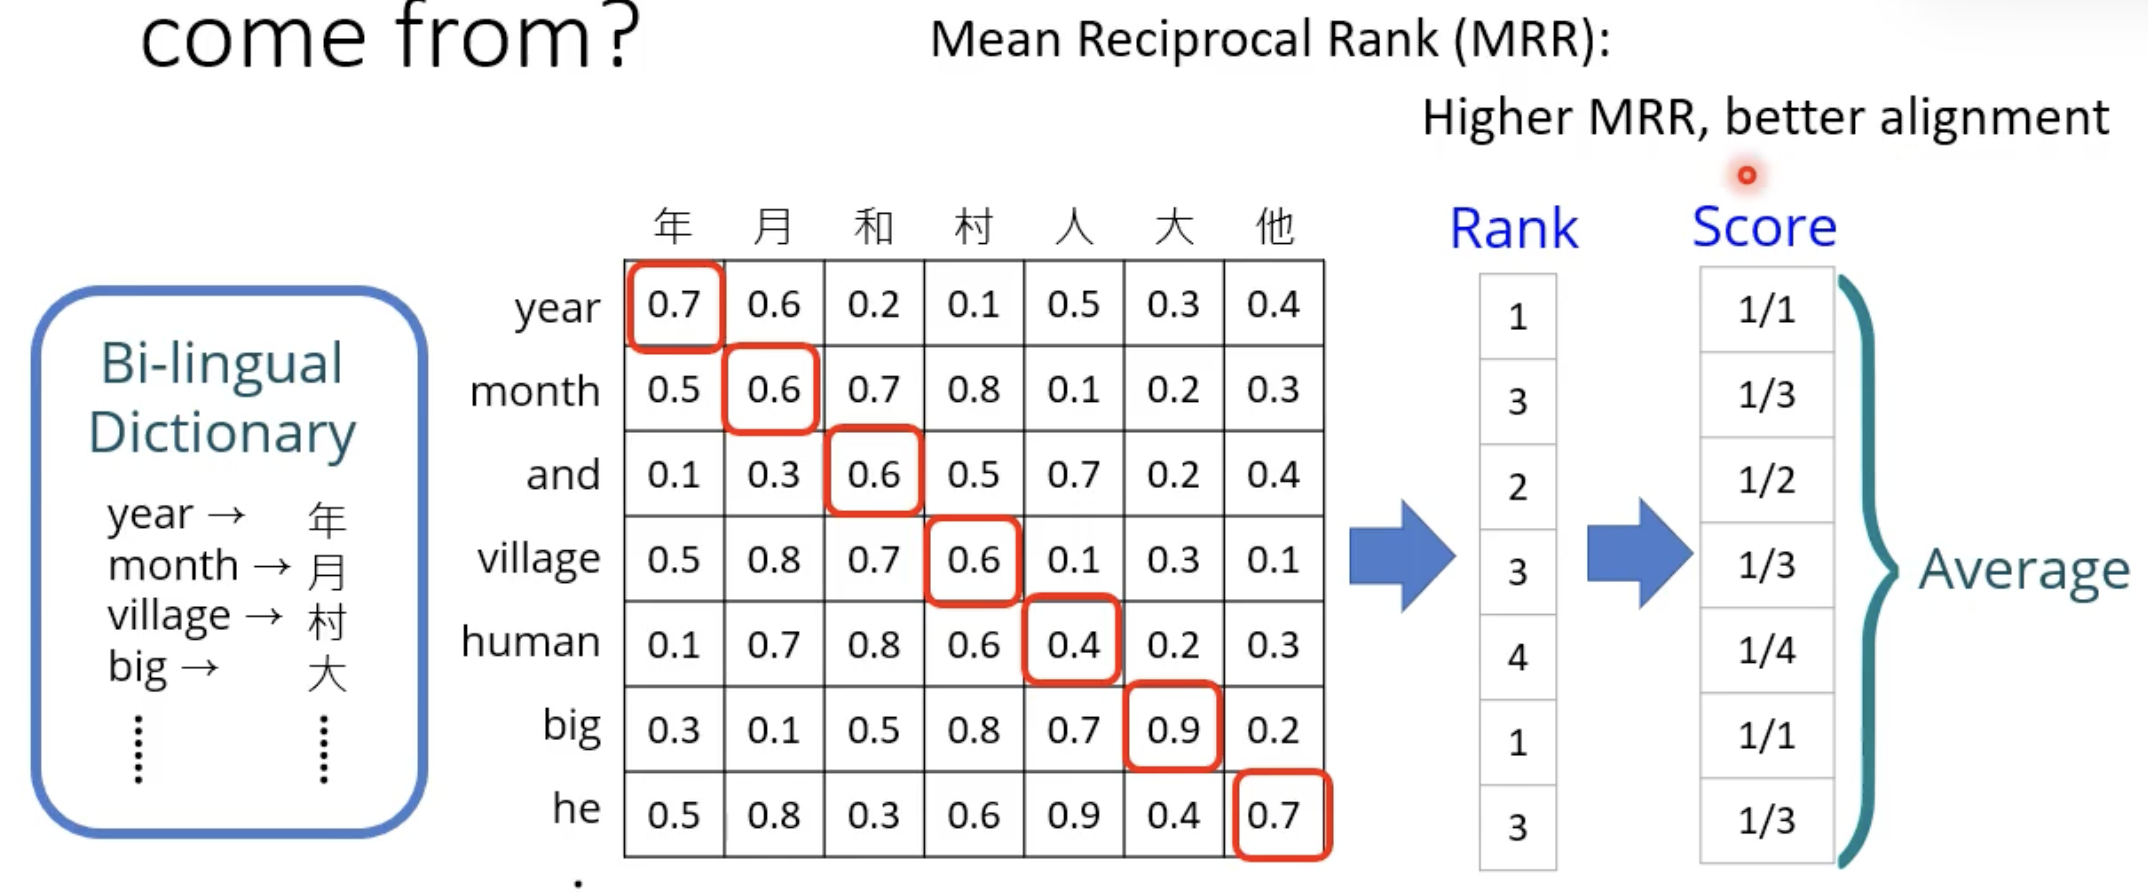 come from?
Mean Reciprocal Rank (MRR):
Higher MRR, better alignment
Bi-lingual
Dictionary
year → 年
month → 月
village → 村
big → 大
年 月 和 村 人 大 他 Rank Score
year 0.7 0.6 0.2 0.1 0.5 0.3 0.4 1 1/1
month 0.5 0.6 0.7 0.8 0.1 0.2 0.3 3 1/3
and 0.1 0.3 0.6 0.5 0.7 0.2 0.4 2 1/2
village 0.5 0.8 0.7 0.6 0.1 0.3 0.1 3 1/3
human 0.1 0.7 0.8 0.6 0.4 0.2 0.3 4 1/4
big 0.3 0.1 0.5 0.8 0.7 0.9 0.2 1 1/1
he 0.5 0.8 0.3 0.6 0.9 0.4 0.7 3 1/3
Average